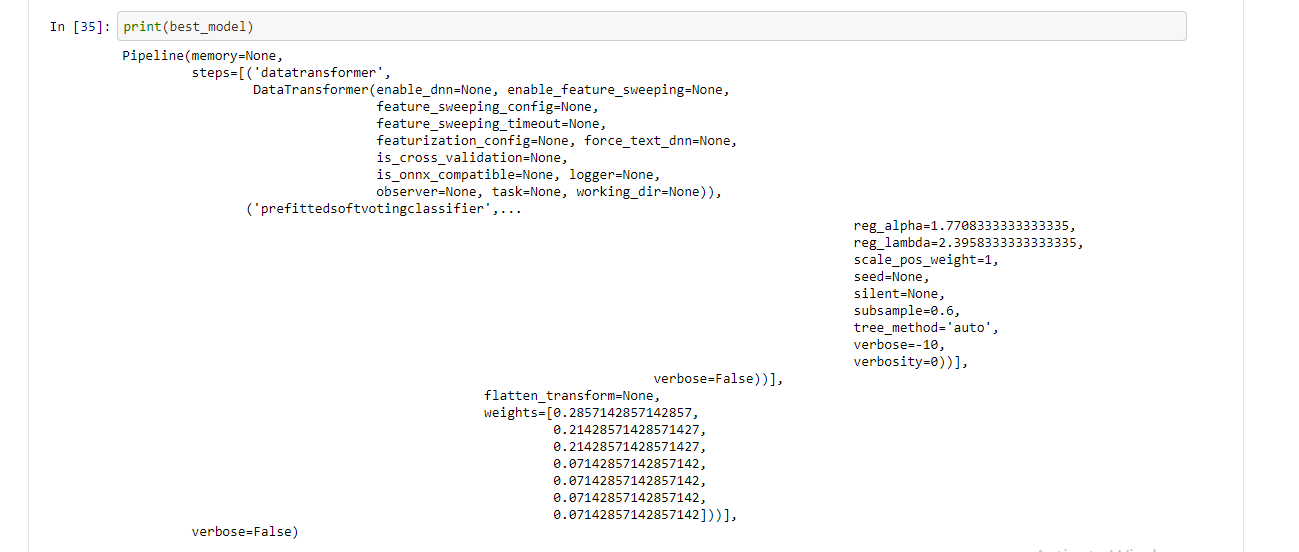 In [35]: print(best_model)
Pipeline(memory=None,
steps=[('datatransformer',
DataTransformer(enable_dnn=None, enable_feature_sweeping=None,
feature_sweeping_config=None,
feature_sweeping_timeout=None,
featurization_config=None, force_text_dnn=None,
is_cross_validation=None,
is_onnx_compatible=None, logger=None,
observer=None, task=None, working_dir=None)),
('prefittedsoftvotingclassifier',...
reg_alpha=1.7708333333333335,
reg_lambda=2.3958333333333335,
scale_pos_weight=1,
seed=None,
silent=None,
subsample=0.6,
tree_method='auto',
verbose=-10,
verbosity=0))],
verbose=False))],
flatten_transform=None,
weights=[0.2857142857142857,
0.21428571428571427,
0.21428571428571427,
0.07142857142857142,
0.07142857142857142,
0.07142857142857142,
0.07142857142857142]))],
verbose=False)